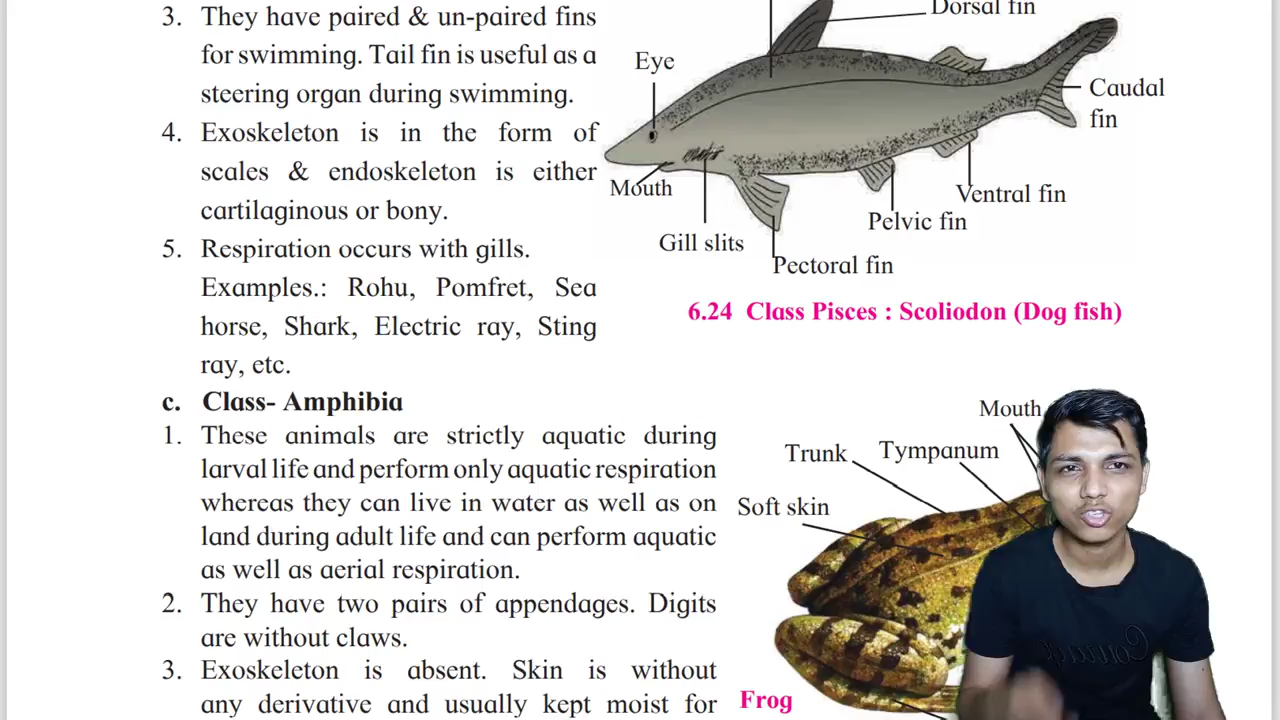 3. They have paired & un-paired fins
for swimming. Tail fin is useful as a
steering organ during swimming.
4. Exoskeleton is in the form of
scales & endoskeleton is either
cartilaginous or bony.
5. Respiration occurs with gills.
Examples.: Rohu, Pomfret, Sea
horse, Shark, Electric ray, Sting
ray, etc.
Dorsal fin
Eye
Caudal
fin
Mouth
Ventral fin
Pelvic fin
Gill slits
Pectoral fin
6.24 Class Pisces : Scoliodon (Dog fish)
c. Class- Amphibia
1. These animals are strictly aquatic during
larval life and perform only aquatic respiration
whereas they can live in water as well as on
land during adult life and can perform aquatic
as well as aerial respiration.
2. They have two pairs of appendages. Digits
are without claws.
3. Exoskeleton is absent. Skin is without
any derivative and usually kept moist for
Mouth
Trunk
Tympanum
Soft skin
Frog